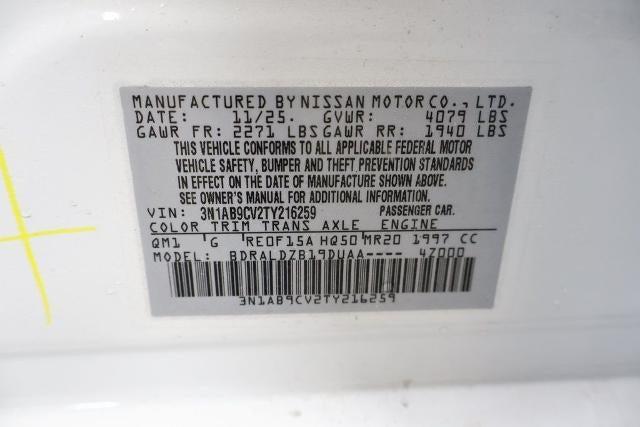 MANUFACTURED BY NISSAN MOTOR CO., LTD.
DATE: 11/25. GVWR: 4079 LBS
GAWR FR: 2271 LBS GAWR RR: 1940 LBS
THIS VEHICLE CONFORMS TO ALL APPLICABLE FEDERAL MOTOR
VEHICLE SAFETY, BUMPER AND THEFT PREVENTION STANDARDS
IN EFFECT ON THE DATE OF MANUFACTURE SHOWN ABOVE.
SEE OWNER'S MANUAL FOR ADDITIONAL INFORMATION.
VIN: 3N1AB9CV2TY216259 PASSENGER CAR.
COLOR TRIM TRANS AXLE ENGINE
QM1 G RE0F15A HQ50 MR20 1997 CC
MODEL: BDRALDZB19DUAA---- 4Z000
3N1AB9CV2TY216259